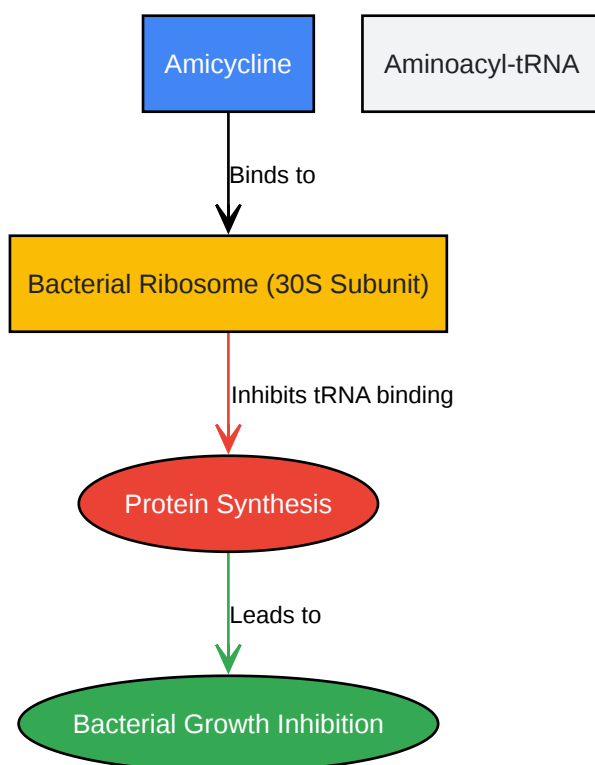 Amicycline
Aminoacyl-tRNA
Binds to
Bacterial Ribosome (30S Subunit)
Inhibits tRNA binding
Protein Synthesis
Leads to
Bacterial Growth Inhibition